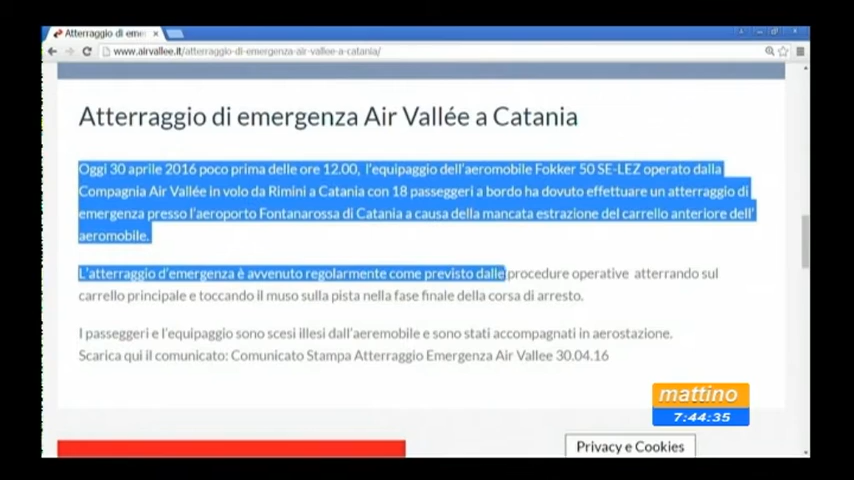 Atterraggio di eme
www.airvallee.it/atterraggio-di-emergenza-air-vallee-a-catania/
Atterraggio di emergenza Air Vallée a Catania
Oggi 30 aprile 2016 poco prima delle ore 12.00, l'equipaggio dell'aeromobile Fokker 50 SE-LEZ operato dalla
Compagnia Air Vallée in volo da Rimini a Catania con 18 passeggeri a bordo ha dovuto effettuare un atterraggio di
emergenza presso l'aeroporto Fontanarossa di Catania a causa della mancata estrazione del carrello anteriore dell'
aeromobile.
L'atterraggio d'emergenza è avvenuto regolarmente come previsto dalle procedure operative atterrando sul
carrello principale e toccando il muso sulla pista nella fase finale della corsa di arresto.
I passeggeri e l'equipaggio sono scesi illesi dall'aeremobile e sono stati accompagnati in aerostazione.
Scarica qui il comunicato: Comunicato Stampa Atterraggio Emergenza Air Vallee 30.04.16
mattino
7:44:35
Privacy e Cookies